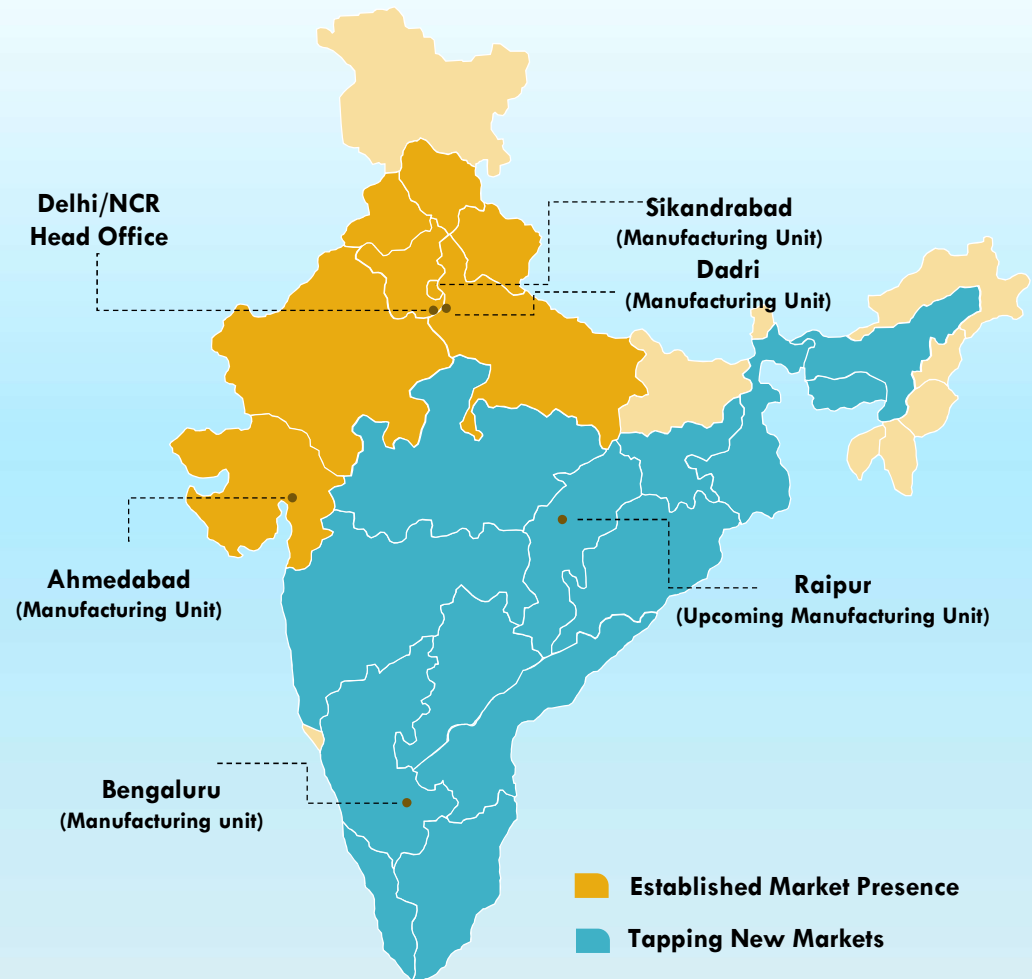 Delhi/NCR
Head Office
Sikandrabad
(Manufacturing Unit)
Dadri
(Manufacturing Unit)
Ahmedabad
(Manufacturing Unit)
Raipur
(Upcoming Manufacturing Unit)
Bengaluru
(Manufacturing unit)
Established Market Presence
Tapping New Markets